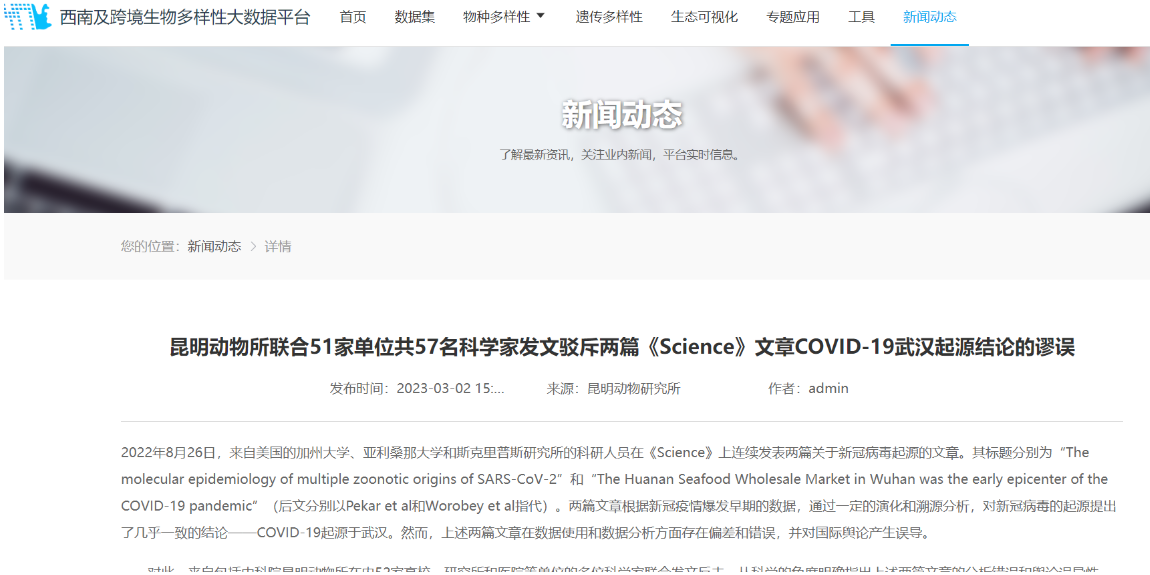 西南及跨境生物多样性大数据平台 首页 数据集 物种多样性 遗传多样性 生态可视化 专题应用 工具 新闻动态
新闻动态
了解最新资讯，关注业内新闻，平台实时信息。
您的位置： 新闻动态 > 详情
昆明动物所联合51家单位共57名科学家发文驳斥两篇《Science》文章COVID-19武汉起源结论的谬误
发布时间：2023-03-02 15:... 来源：昆明动物研究所 作者：admin
2022年8月26日，来自美国的加州大学、亚利桑那大学和斯克里普斯研究所的科研人员在《Science》上连续发表两篇关于新冠病毒起源的文章。其标题分别为“The
molecular epidemiology of multiple zoonotic origins of SARS-CoV-2”和“The Huanan Seafood Wholesale Market in Wuhan was the early epicenter of the
COVID-19 pandemic“（后文分别以Pekar et al和Worobey et al指代）。两篇文章根据新冠疫情爆发早期的数据，通过一定的演化和溯源分析，对新冠病毒的起源提出
了几乎一致的结论——COVID-19起源于武汉。然而，上述两篇文章在数据使用和数据分析方面存在偏差和错误，并对国际舆论产生误导。